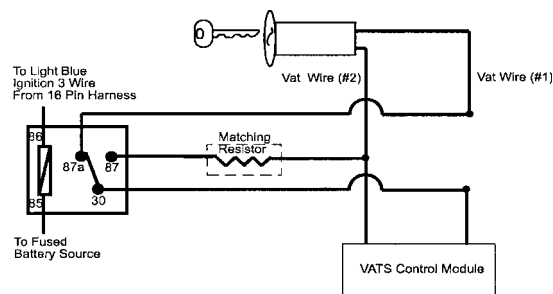 To Light Blue
Ignition 3 Wire
From 16 Pin Harness
Vat Wire (#2)
Vat Wire (#1)
86
87a
87
85
30
Matching
Resistor
To Fused
Battery Source
VATS Control Module